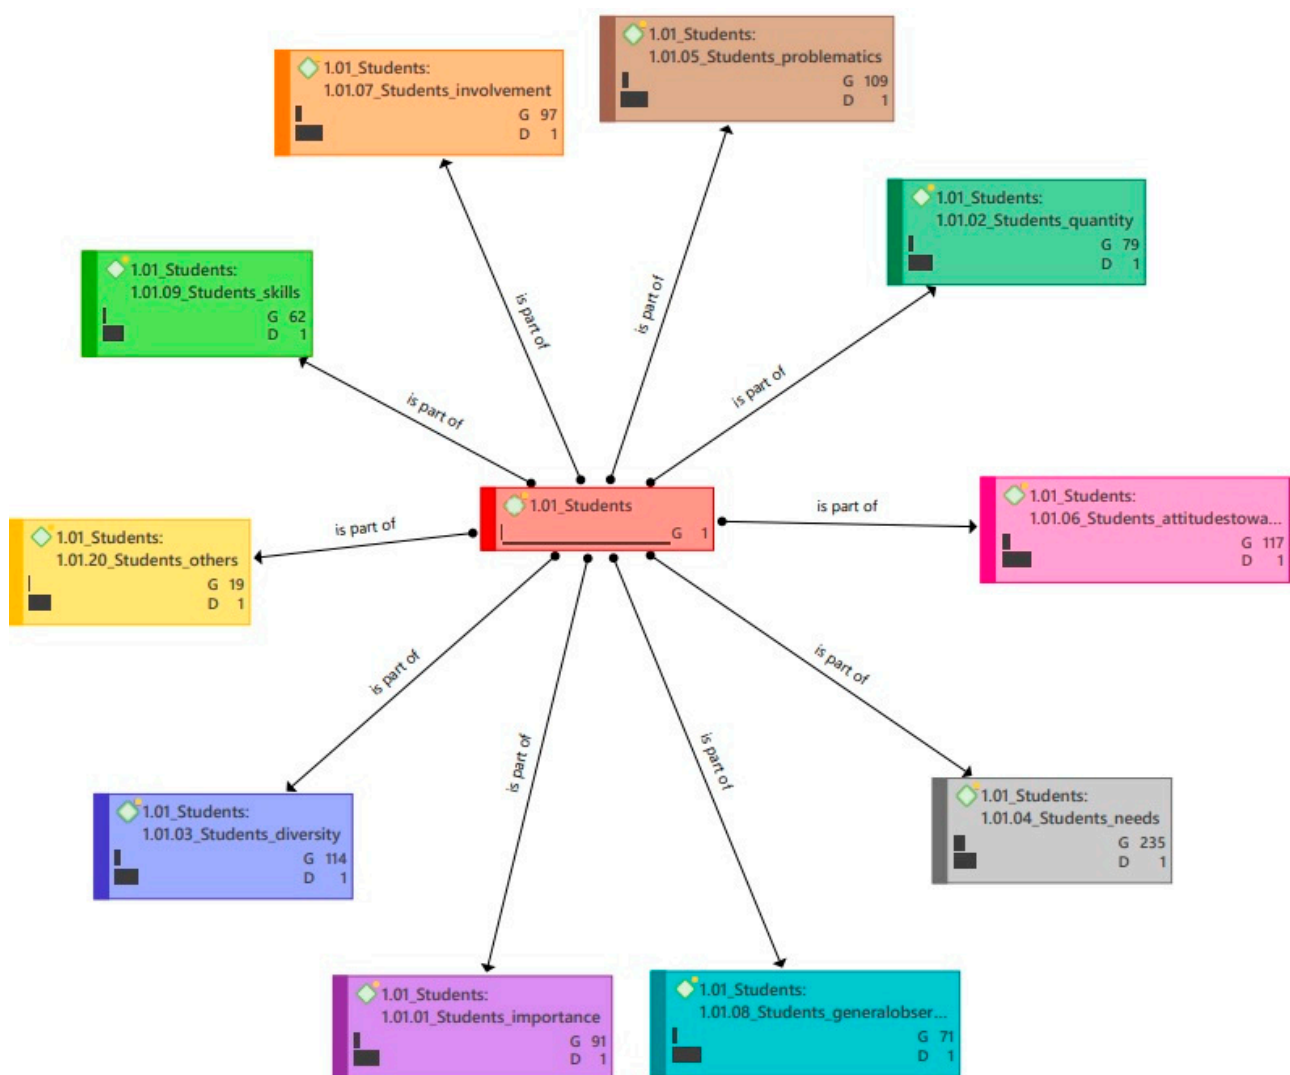 1.01_Students:
1.01.05_Students_problematics
G 109
D 1
1.01_Students:
1.01.07_Students_involvement
G 97
D 1
1.01_Students:
1.01.02_Students_quantity
G 79
D 1
1.01_Students:
1.01.09_Students_skills
G 62
D 1
is part of
is part of
is part of
is part of
1.01_Students
G 1
is part of
is part of
1.01_Students:
1.01.06_Students_attitudestowa...
G 117
D 1
1.01_Students:
1.01.20_Students_others
G 19
D 1
is part of
is part of
is part of
is part of
1.01_Students:
1.01.03_Students_diversity
G 114
D 1
1.01_Students:
1.01.04_Students_needs
G 235
D 1
1.01_Students:
1.01.01_Students_importance
G 91
D 1
1.01_Students:
1.01.08_Students_generalobser...
G 71
D 1